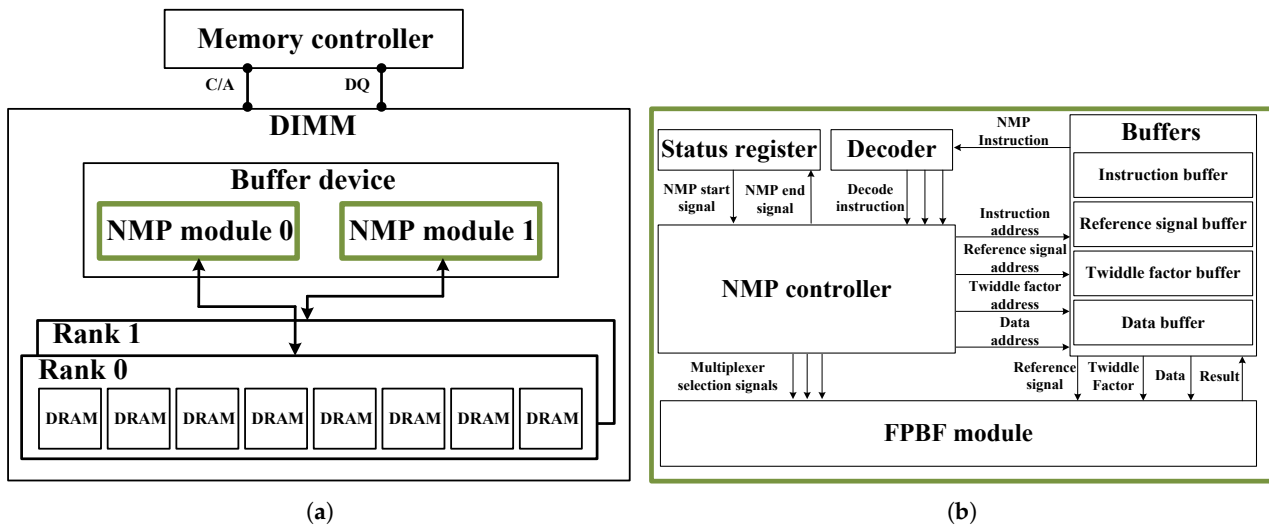 Memory controller
C/A
DQ
DIMM
Buffer device
NMP module 0
NMP module 1
Rank 1
Rank 0
DRAM
DRAM
DRAM
DRAM
DRAM
DRAM
DRAM
DRAM
(a)
Status register
Decoder
NMP
Instruction
Buffers
Instruction buffer
Reference signal buffer
Twiddle factor buffer
Data buffer
NMP start
signal
NMP end
signal
Decode
instruction
NMP controller
Instruction
address
Reference signal
address
Twiddle factor
address
Data
address
Multiplexer
selection signals
Reference
signal
Twiddle
Factor
Data
Result
FPBF module
(b)